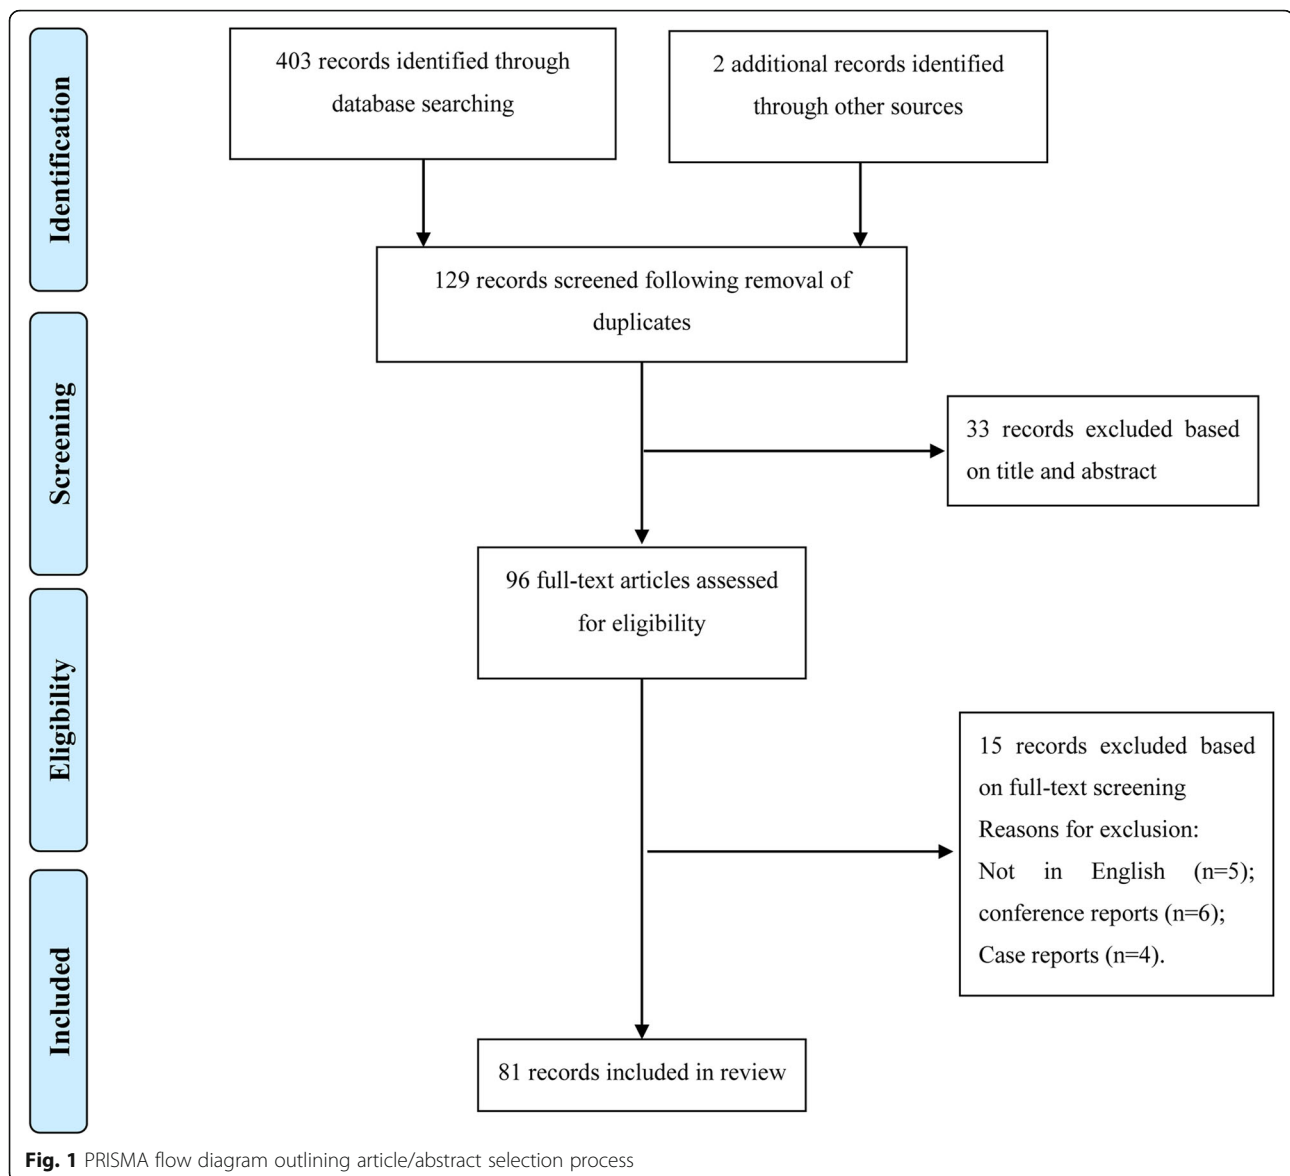 Identification
403 records identified through
database searching
2 additional records identified
through other sources
129 records screened following removal of
duplicates
Screening
33 records excluded based
on title and abstract
96 full-text articles assessed
for eligibility
Eligibility
15 records excluded based
on full-text screening
Reasons for exclusion:
Not in English (n=5);
conference reports (n=6);
Case reports (n=4).
Included
81 records included in review
Fig. 1 PRISMA flow diagram outlining article/abstract selection process